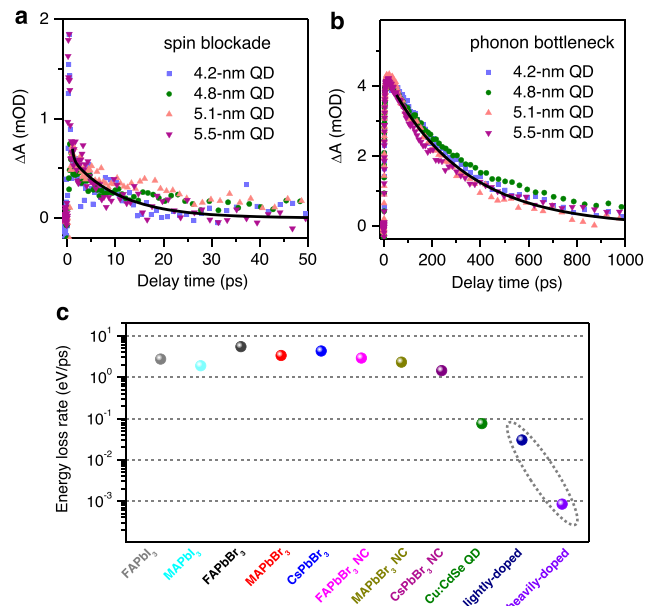 a
spin blockade
4.2-nm QD
4.8-nm QD
5.1-nm QD
5.5-nm QD
ΔA (mOD)
2
1
0
0 10 20 30 40 50
Delay time (ps)
b
phonon bottleneck
4.2-nm QD
4.8-nm QD
5.1-nm QD
5.5-nm QD
ΔA (mOD)
6
4
2
0
0 200 400 600 800 1000
Delay time (ps)
c
Energy loss rate (eV/ps)
10¹
10⁰
10⁻¹
10⁻²
10⁻³
FAPbI₃
MAPbI₃
FAPbBr₃
MAPbBr₃
CsPbBr₃
FAPbBr₃ NC
MAPbBr₃ NC
CsPbBr₃ NC
Cu:CdSe QD
lightly-doped
heavily-doped